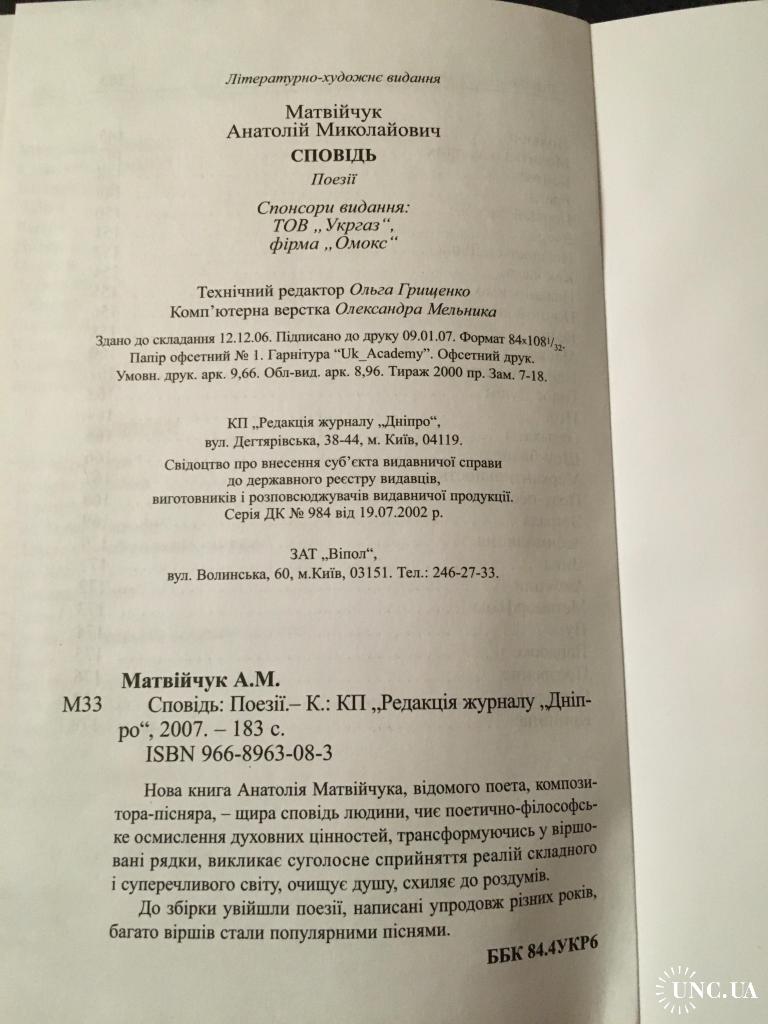 Літературно-художнє видання
Матвійчук
Анатолій Миколайович
СПОВІДЬ
Поезії
Спонсори видання:
ТОВ „Укргаз“,
фірма „Омокс“
Технічний редактор Ольга Грищенко
Комп’ютерна верстка Олександра Мельника
Здано до складання 12.12.06. Підписано до друку 09.01.07. Формат 84х108¹/₃₂.
Папір офсетний № 1. Гарнітура “Uk_Academy”. Офсетний друк.
Умовн. друк. арк. 9,66. Обл-вид. арк. 8,96. Тираж 2000 пр. Зам. 7-18.
КП „Редакція журналу „Дніпро“,
вул. Дегтярівська, 38-44, м. Київ, 04119.
Свідоцтво про внесення суб’єкта видавничої справи
до державного реєстру видавців,
виготовників і розповсюджувачів видавничої продукції.
Серія ДК № 984 від 19.07.2002 р.
ЗАТ „Віпол“,
вул. Волинська, 60, м.Київ, 03151. Тел.: 246-27-33.
Матвійчук А.М.
М33 Сповідь: Поезії.– К.: КП „Редакція журналу „Дніп-
ро“, 2007. – 183 с.
ISBN 966-8963-08-3
Нова книга Анатолія Матвійчука, відомого поета, компози-
тора-пісняра, – щира сповідь людини, чиє поетично-філософсь-
ке осмислення духовних цінностей, трансформуючись у віршо-
вані рядки, викликає суголосне сприйняття реалій складного
і суперечливого світу, очищує душу, схиляє до роздумів.
До збірки увійшли поезії, написані упродовж різних років,
багато віршів стали популярними піснями.
ББК 84.4УКР6
UNC.UA